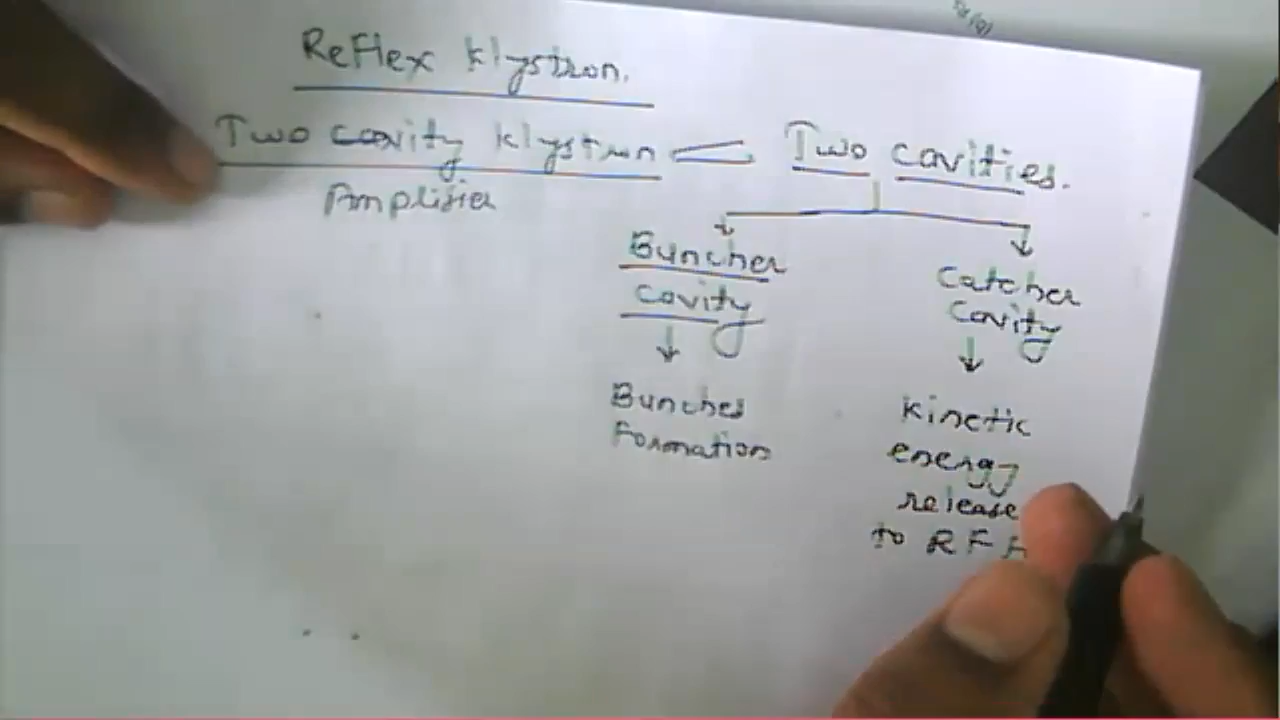 Reflex klystron.
Two cavity klystron
Amplifier
Two cavities.
Buncher
cavity
Bunches
Formation
Catcher
cavity
kinetic
energy
release
to RF